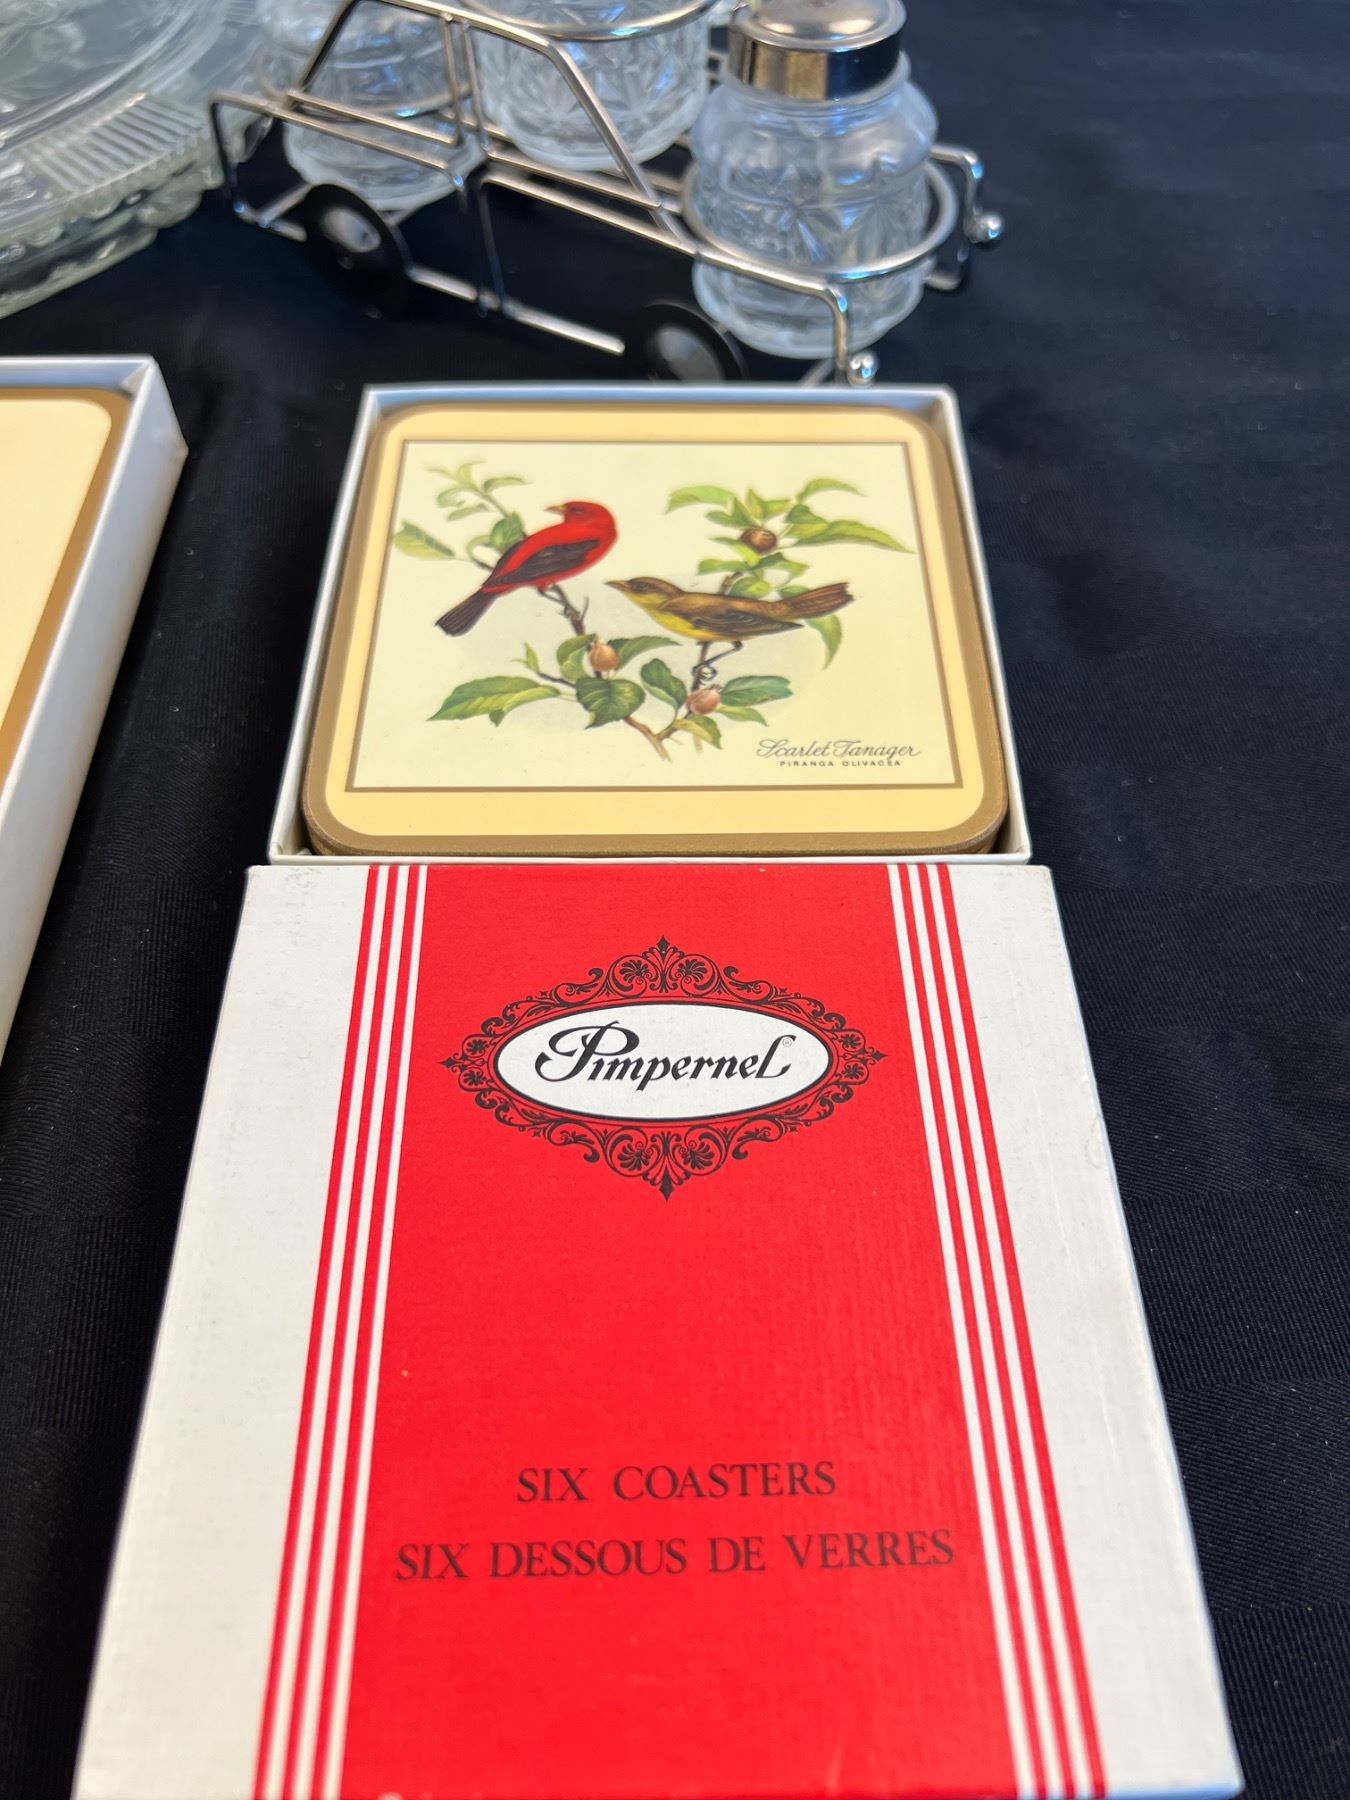 Scarlet Tanager
PIRANGA OLIVACEA
Pimpernel®
SIX COASTERS
SIX DESSOUS DE VERRES